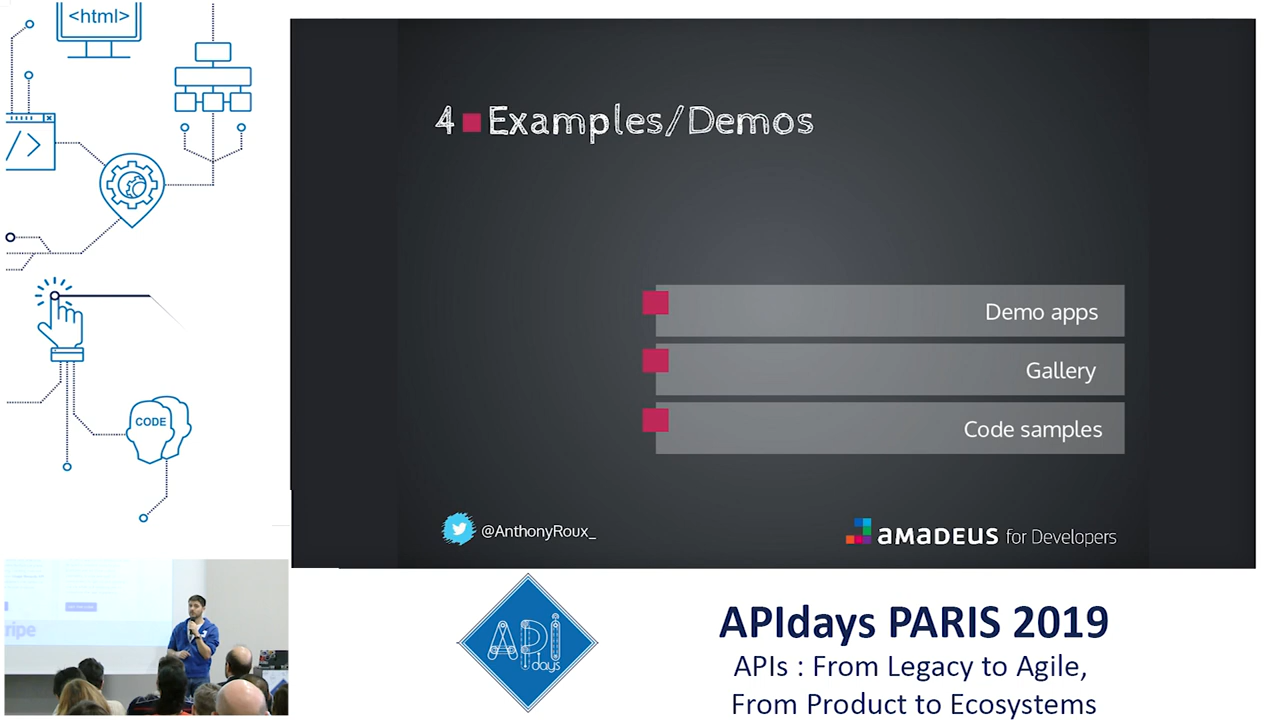 <html>
4 Examples/Demos
Demo apps
Gallery
Code samples
@AnthonyRoux_
amadeus for Developers
</>
CODE
ripe
API
days
APIdays PARIS 2019
APIs : From Legacy to Agile,
From Product to Ecosystems